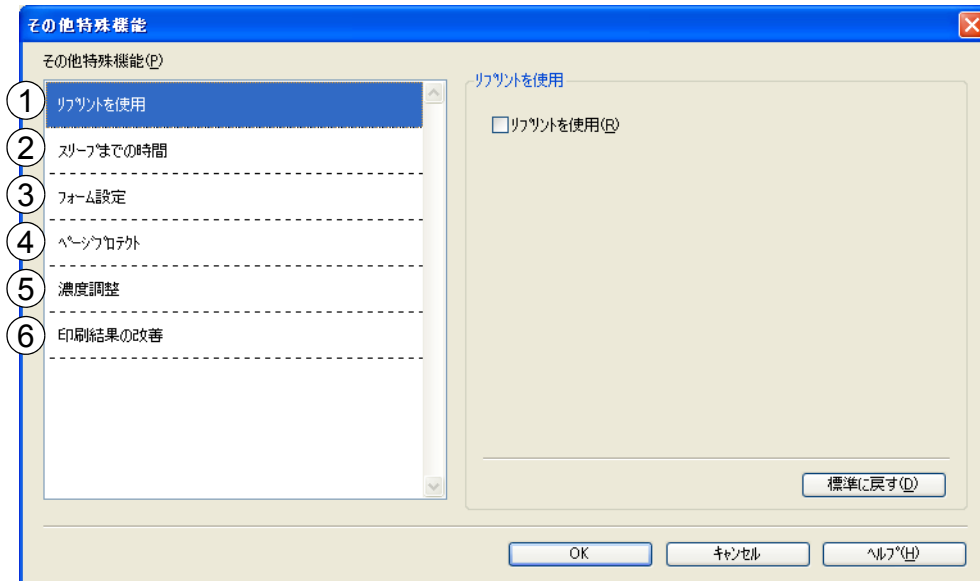 その他特殊機能
その他特殊機能(P)
① ﾘﾌﾟﾘﾝﾄを使用
② ｽﾘｰﾌﾟまでの時間
③ ﾌｫｰﾑ設定
④ ﾍﾟｰｼﾞﾌﾟﾛﾃｸﾄ
⑤ 濃度調整
⑥ 印刷結果の改善
ﾘﾌﾟﾘﾝﾄを使用
ﾘﾌﾟﾘﾝﾄを使用(R)
標準に戻す(D)
OK ｷｬﾝｾﾙ ﾍﾙﾌﾟ(H)